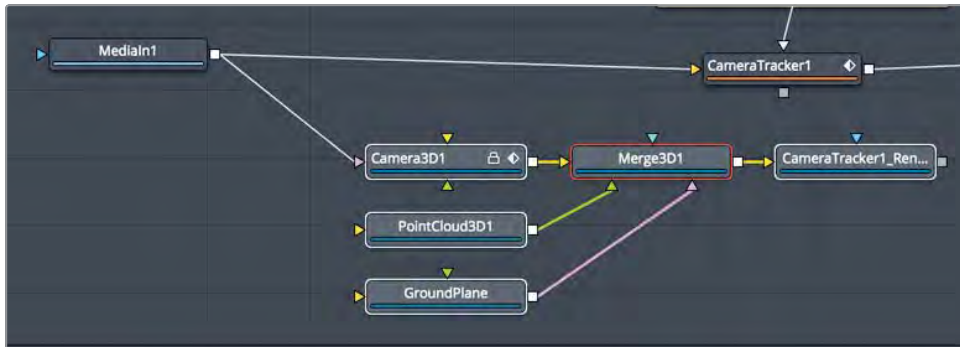 MediaIn1
CameraTracker1
Camera3D1
Merge3D1
CameraTracker1_Ren...
PointCloud3D1
GroundPlane